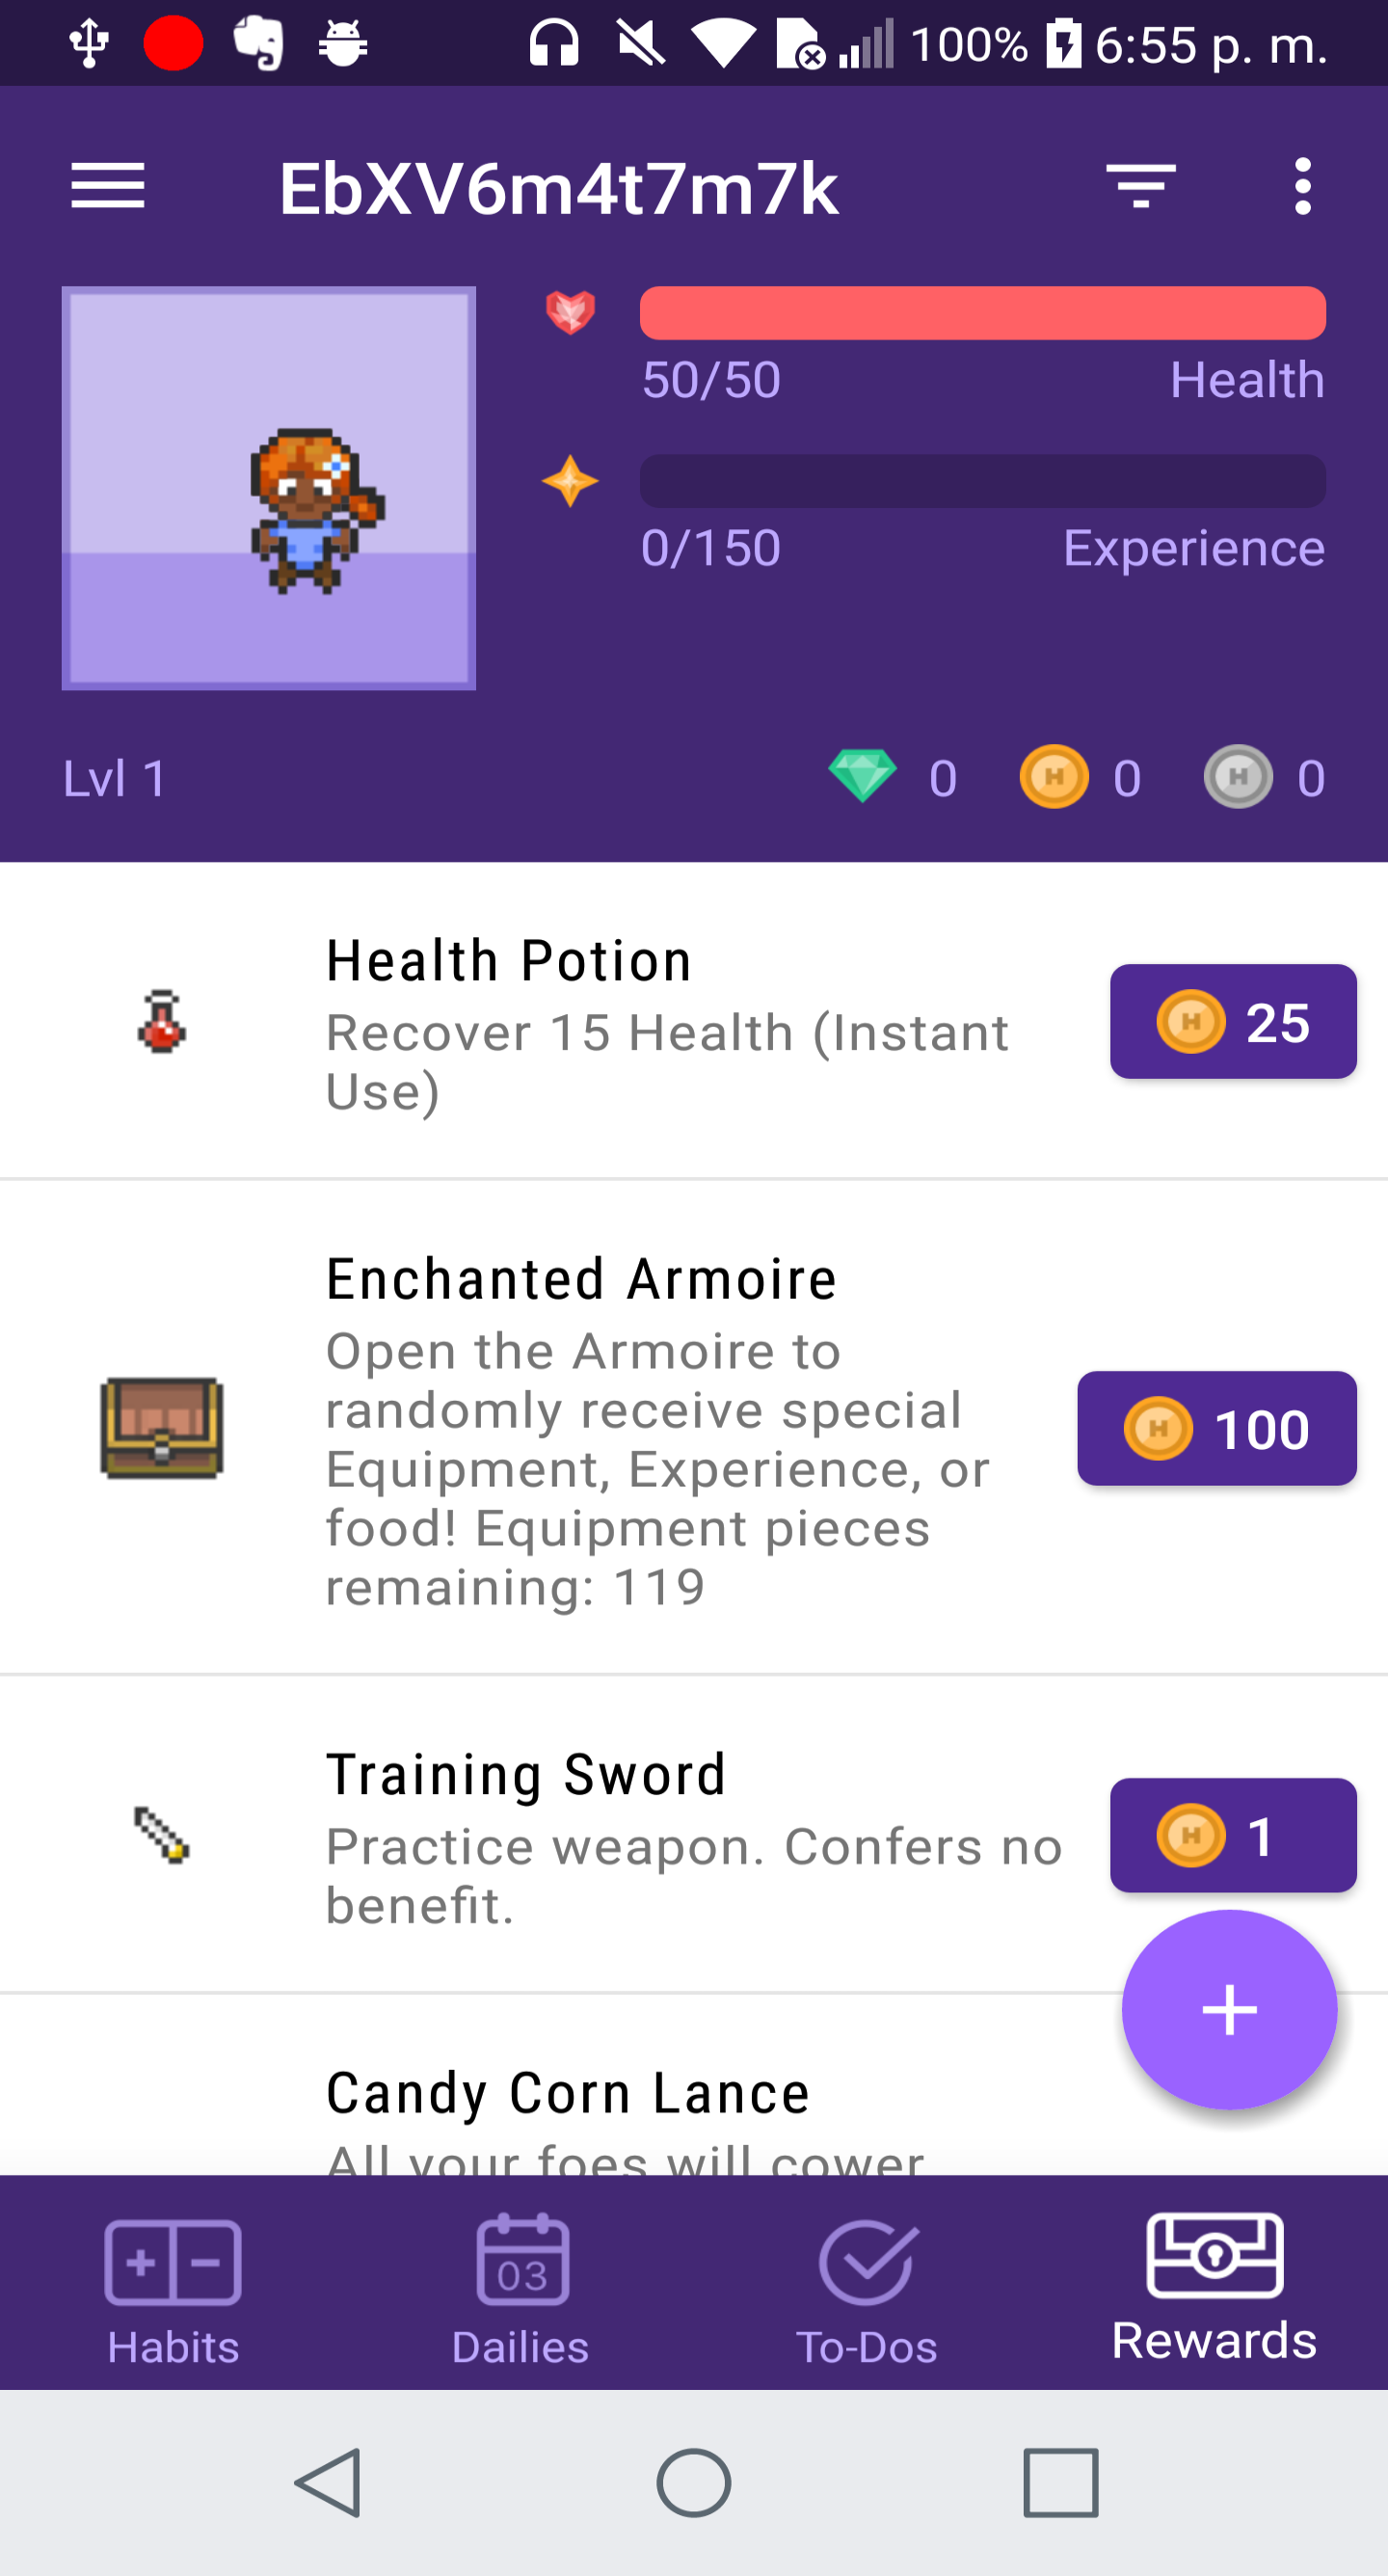 100% 6:55 p. m.
EbXV6m4t7m7k
50/50 Health
0/150 Experience
Lvl 1 0 0 0
Health Potion
Recover 15 Health (Instant
Use)
25
Enchanted Armoire
Open the Armoire to
randomly receive special
Equipment, Experience, or
food! Equipment pieces
remaining: 119
100
Training Sword
Practice weapon. Confers no
benefit.
1
Candy Corn Lance
All your foes will cower
03
Habits Dailies To-Dos Rewards